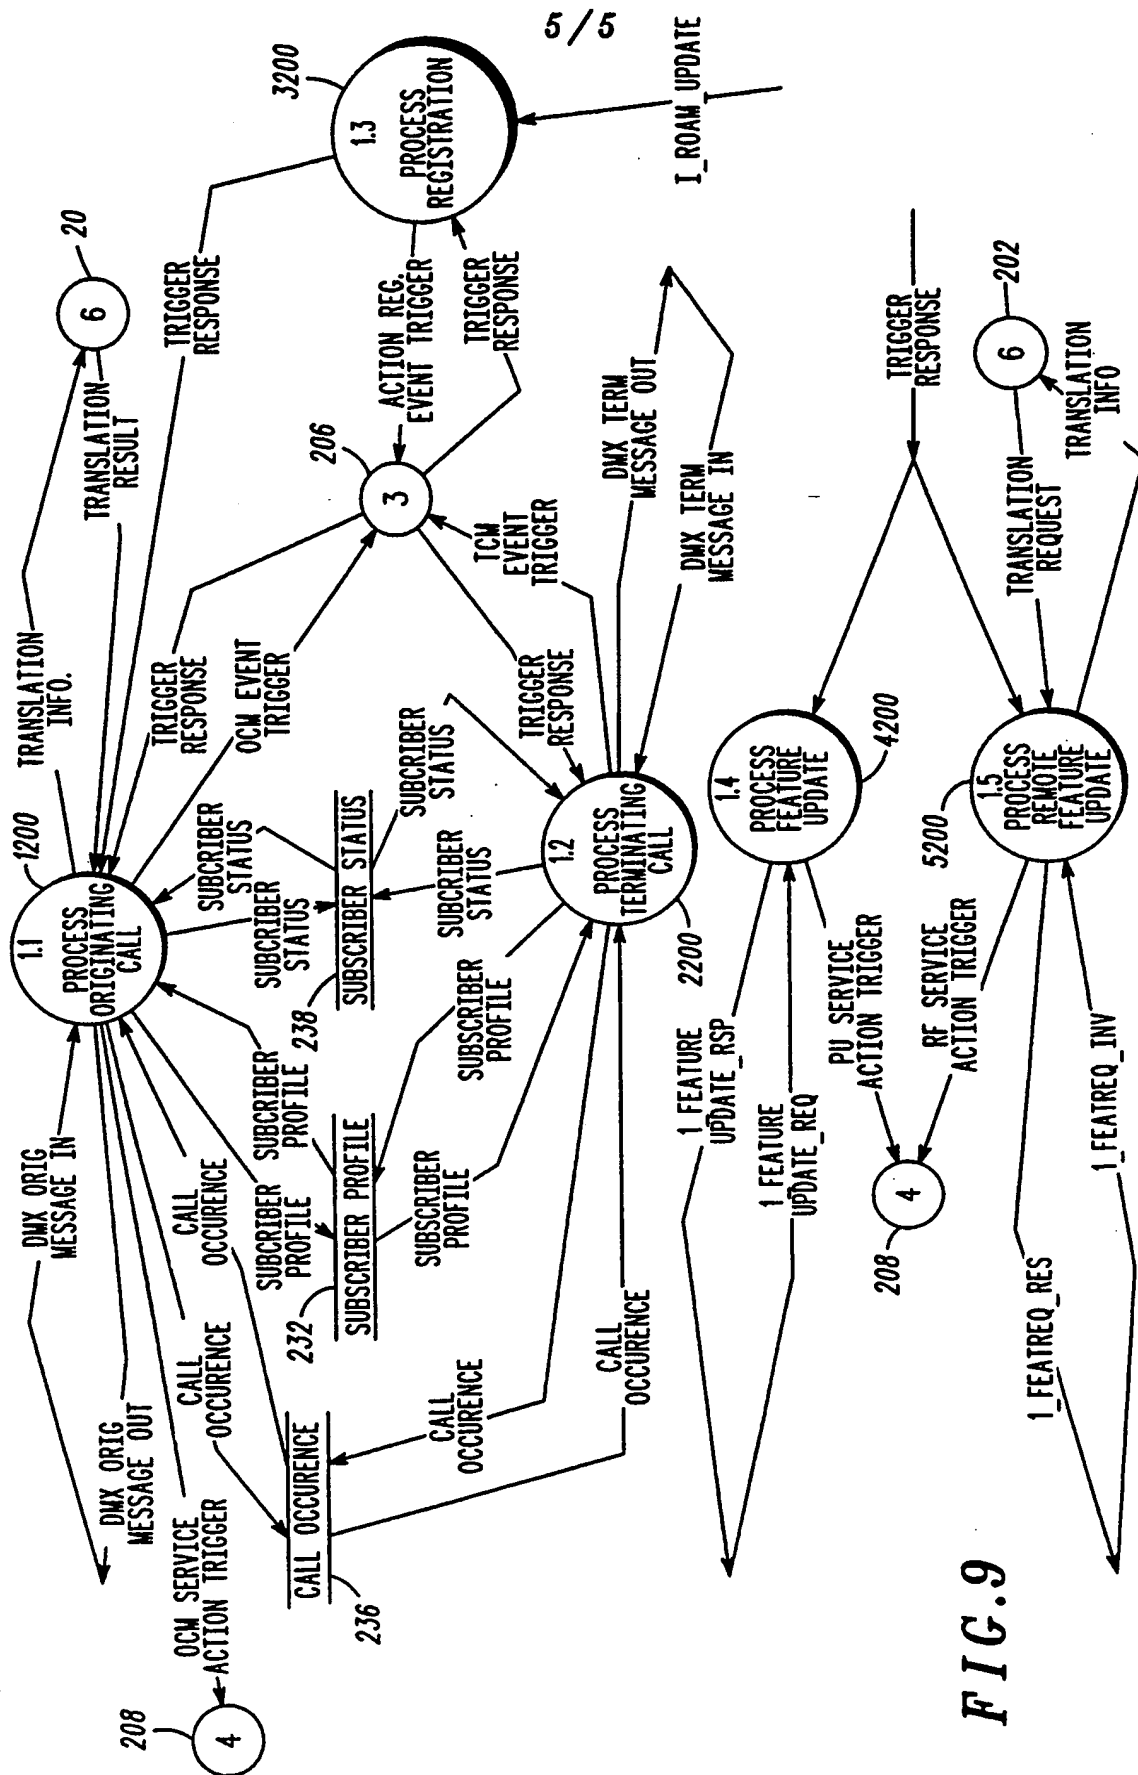 5/5
1200
1.1
PROCESS
ORIGINATING
CALL
TRANSLATION
INFO.
6
20
TRANSLATION
RESULT
TRIGGER
RESPONSE
3200
1.3
PROCESS
REGISTRATION
I_ROAM_UPDATE
ACTION REG.
EVENT TRIGGER
TRIGGER
RESPONSE
206
3
TRIGGER
RESPONSE
OCM EVENT
TRIGGER
TCM
EVENT
TRIGGER
TRIGGER
RESPONSE
DMX ORIG
MESSAGE IN
DMX ORIG
MESSAGE OUT
OCM SERVICE
ACTION TRIGGER
208
4
CALL
OCCURENCE
CALL
OCCURENCE
CALL OCCURENCE
236
CALL
OCCURENCE
CALL
OCCURENCE
SUBCRIBER
PROFILE
SUBCRIBER
PROFILE
232
SUBSCRIBER PROFILE
SUBSCRIBER
PROFILE
SUBSCRIBER
PROFILE
SUBCRIBER
STATUS
SUBCRIBER
STATUS
238
SUBSCRIBER STATUS
SUBCRIBER
STATUS
SUBCRIBER
STATUS
1.2
PROCESS
TERMINATING
CALL
2200
DMX TERM
MESSAGE OUT
DMX TERM
MESSAGE IN
1 FEATURE
UPDATE_RSP
1 FEATURE
UPDATE_REQ
1.4
PROCESS
FEATURE
UPDATE
4200
TRIGGER
RESPONSE
PU SERVICE
ACTION TRIGGER
RF SERVICE
ACTION TRIGGER
208
4
5200
1.5
PROCESS
REMOTE
FEATURE
UPDATE
TRANSLATION
REQUEST
6
202
TRANSLATION
INFO
1_FEATREQ_RES
1_FEATREQ_INV
FIG.9